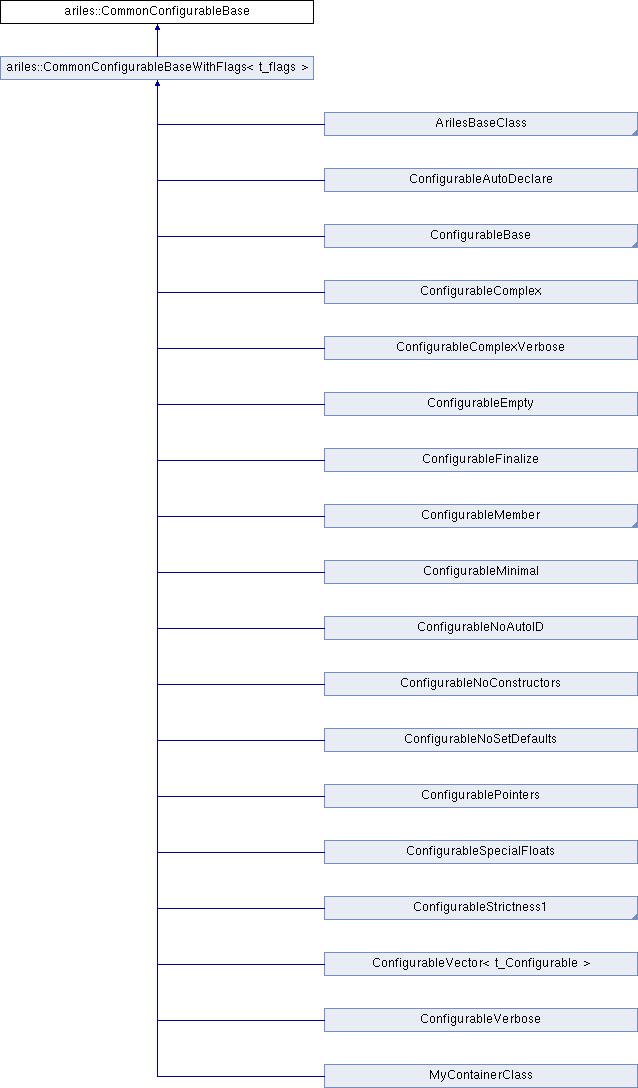 ariles::CommonConfigurableBase
ariles::CommonConfigurableBaseWithFlags< t_flags >
ArilesBaseClass
ConfigurableAutoDeclare
ConfigurableBase
ConfigurableComplex
ConfigurableComplexVerbose
ConfigurableEmpty
ConfigurableFinalize
ConfigurableMember
ConfigurableMinimal
ConfigurableNoAutoID
ConfigurableNoConstructors
ConfigurableNoSetDefaults
ConfigurablePointers
ConfigurableSpecialFloats
ConfigurableStrictness1
ConfigurableVector< t_Configurable >
ConfigurableVerbose
MyContainerClass